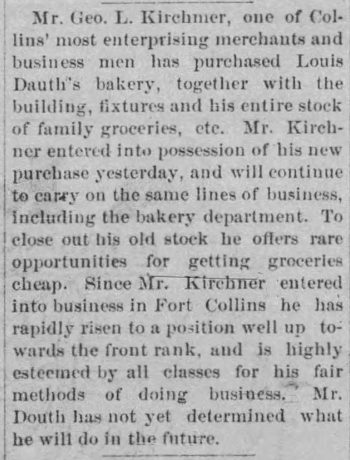 Mr. Geo. L. Kirchner, one of Col-
lins' most enterprising merchants and
business men has purchased Louis
Dauth's bakery, together with the
building, fixtures and his entire stock
of family groceries, etc. Mr. Kirch-
ner entered into possession of his new
purchase yesterday, and will continue
to carry on the same lines of business,
including the bakery department. To
close out his old stock he offers rare
opportunities for getting groceries
cheap. Since Mr. Kirchner entered
into business in Fort Collins he has
rapidly risen to a position well up to-
wards the front rank, and is highly
esteemed by all classes for his fair
methods of doing business. Mr.
Douth has not yet determined what
he will do in the future.